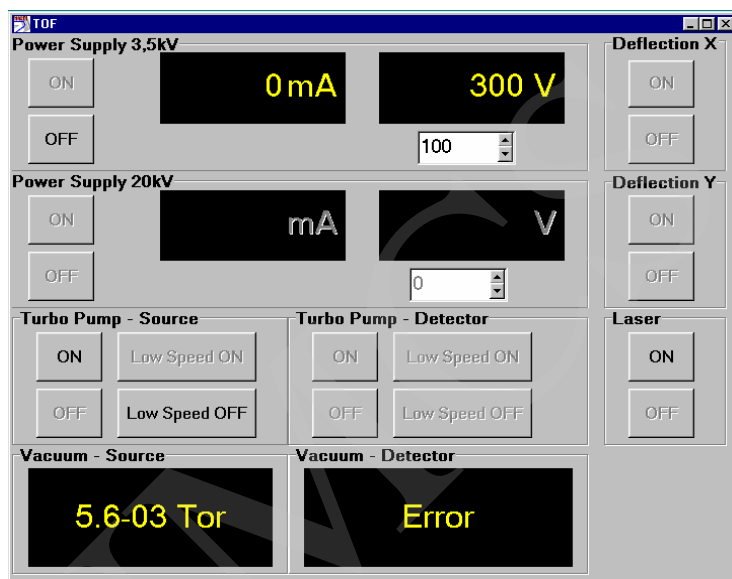 TOF
Power Supply 3,5kV
ON
OFF
0 mA
300 V
100
Deflection X
ON
OFF
Power Supply 20kV
ON
OFF
mA
V
0
Deflection Y
ON
OFF
Turbo Pump - Source
ON
Low Speed ON
OFF
Low Speed OFF
Turbo Pump - Detector
ON
Low Speed ON
OFF
Low Speed OFF
Laser
ON
OFF
Vacuum - Source
5.6-03 Tor
Vacuum - Detector
Error